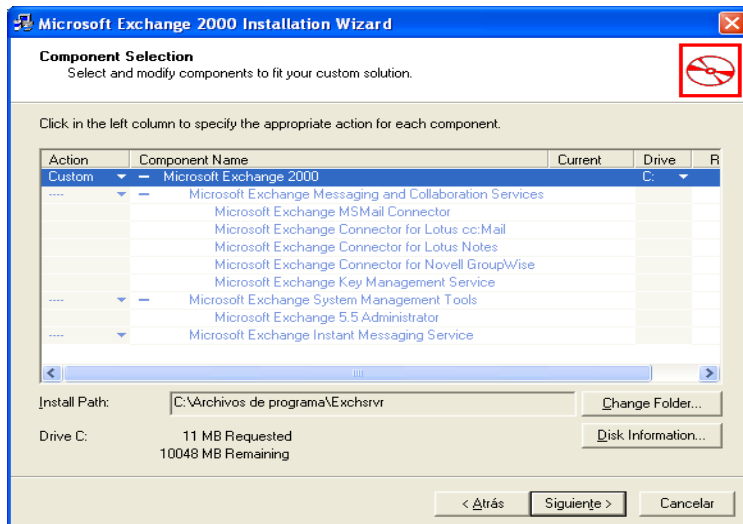 Microsoft Exchange 2000 Installation Wizard
Component Selection
Select and modify components to fit your custom solution.
Click in the left column to specify the appropriate action for each component.
Action Component Name Current Drive R
Custom Microsoft Exchange 2000 C:
---- Microsoft Exchange Messaging and Collaboration Services
Microsoft Exchange MSMail Connector
Microsoft Exchange Connector for Lotus cc:Mail
Microsoft Exchange Connector for Lotus Notes
Microsoft Exchange Connector for Novell GroupWise
Microsoft Exchange Key Management Service
---- Microsoft Exchange System Management Tools
Microsoft Exchange 5.5 Administrator
---- Microsoft Exchange Instant Messaging Service
Install Path: C:\Archivos de programa\Exchsrvr Change Folder...
Drive C: 11 MB Requested Disk Information...
10048 MB Remaining
< Atrás Siguiente > Cancelar